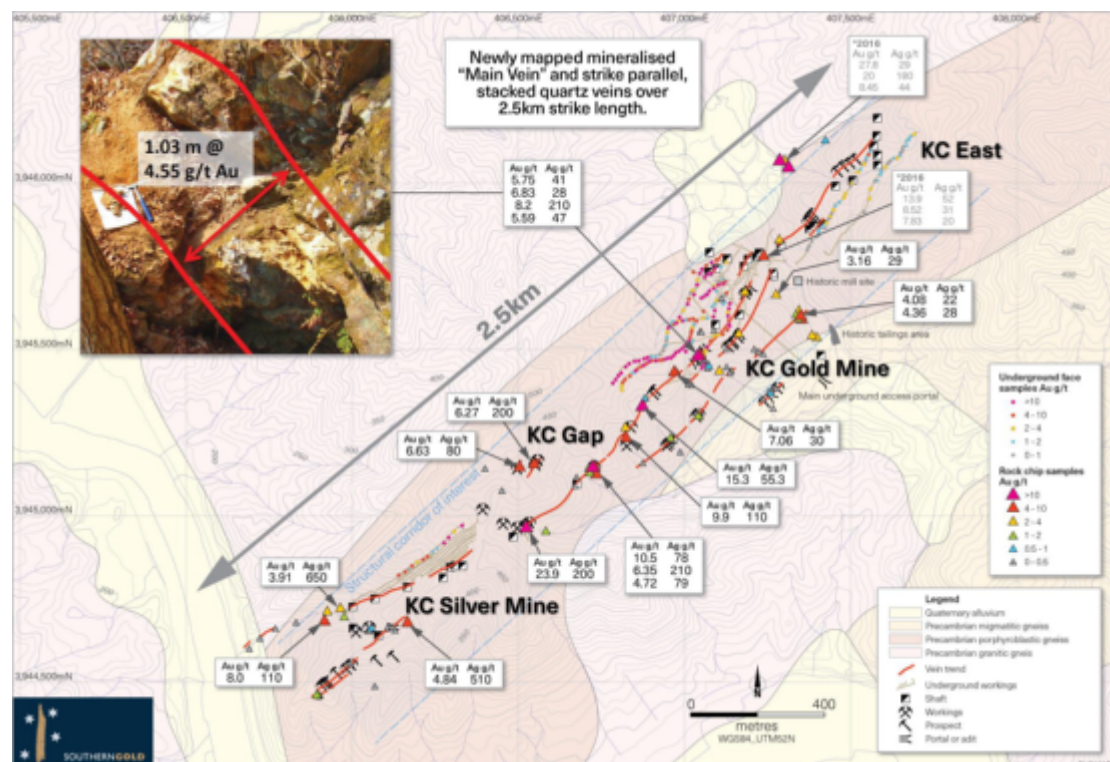 405,500mE 406,000mE 406,500mE 407,000mE 407,500mE 408,000mE
Newly mapped mineralised
"Main Vein" and strike parallel,
stacked quartz veins over
2.5km strike length.
*2016
Au g/t Ag g/t
27.8 29
20 180
8.45 44
1.03 m @
4.55 g/t Au
2.5km
KC East
Au g/t Ag g/t
5.75 41
6.83 28
8.2 210
5.59 47
3,946,000mN
*2016
Au g/t Ag g/t
13.9 52
8.52 31
7.83 20
Au g/t Ag g/t
3.16 29
Historic mill site
Au g/t Ag g/t
4.08 22
4.36 28
Historic tailings area
3,945,500mN
KC Gold Mine
Main underground access portal
Au g/t Ag g/t
6.27 200
KC Gap
Au g/t Ag g/t
6.63 80
Au g/t Ag g/t
7.06 30
Au g/t Ag g/t
15.3 55.3
Au g/t Ag g/t
9.9 110
3,945,000mN
Structural corridor of interest
Au g/t Ag g/t
23.9 200
Au g/t Ag g/t
10.5 78
6.35 210
4.72 79
Au g/t Ag g/t
3.91 650
KC Silver Mine
Au g/t Ag g/t
8.0 110
Au g/t Ag g/t
4.84 510
3,944,500mN
Underground face
samples Au g/t
>10
4 - 10
2 - 4
1 - 2
0 - 1
Rock chip samples
Au g/t
>10
4 - 10
2 - 4
1 - 2
0.5 - 1
0 - 0.5
Legend
Quaternary alluvium
Precambrian migmatitic gneiss
Precambrian porphyroblastic gneiss
Precambrian granitic gneis
Vein trend
Underground workings
Shaft
Workings
Prospect
Portal or adit
N
0 400
metres
WGS84_UTM52N
SOUTHERNGOLD